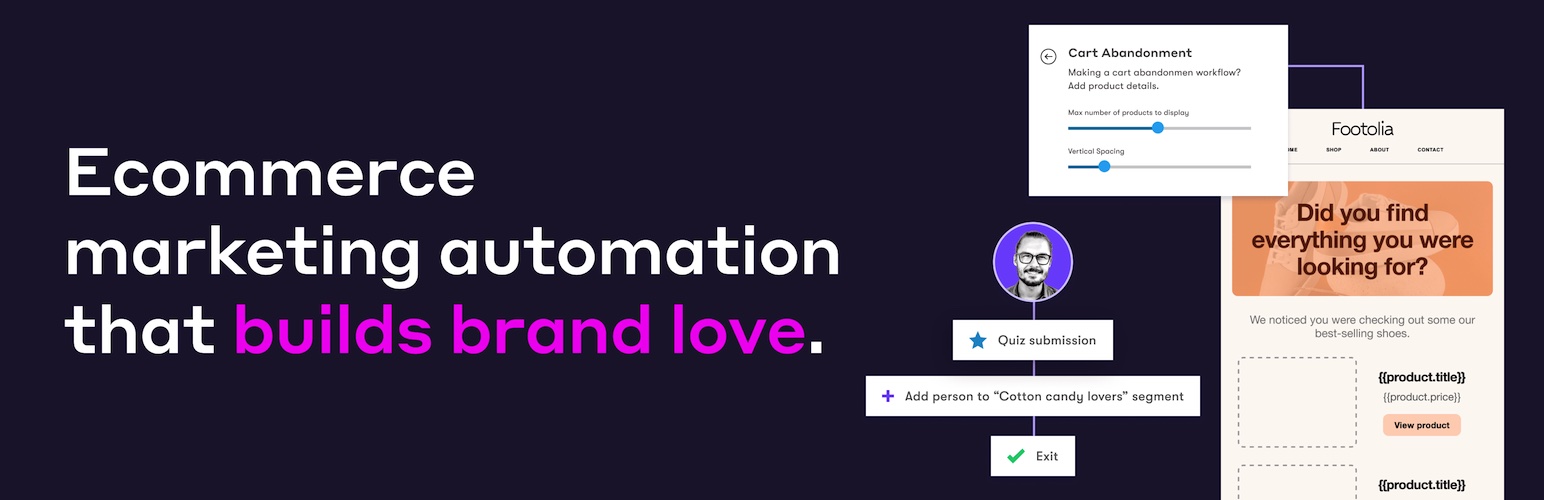 Ecommerce
marketing automation
that builds brand love.
Cart Abandonment
Making a cart abandonmen workflow?
Add product details.
Max number of products to display
Vertical Spacing
Quiz submission
Add person to “Cotton candy lovers” segment
Exit
Footolia
SHOP ABOUT CONTACT
Did you find
everything you were
looking for?
We noticed you were checking out some our
best-selling shoes.
{{product.title}}
{{product.price}}
View product
{{product.title}}